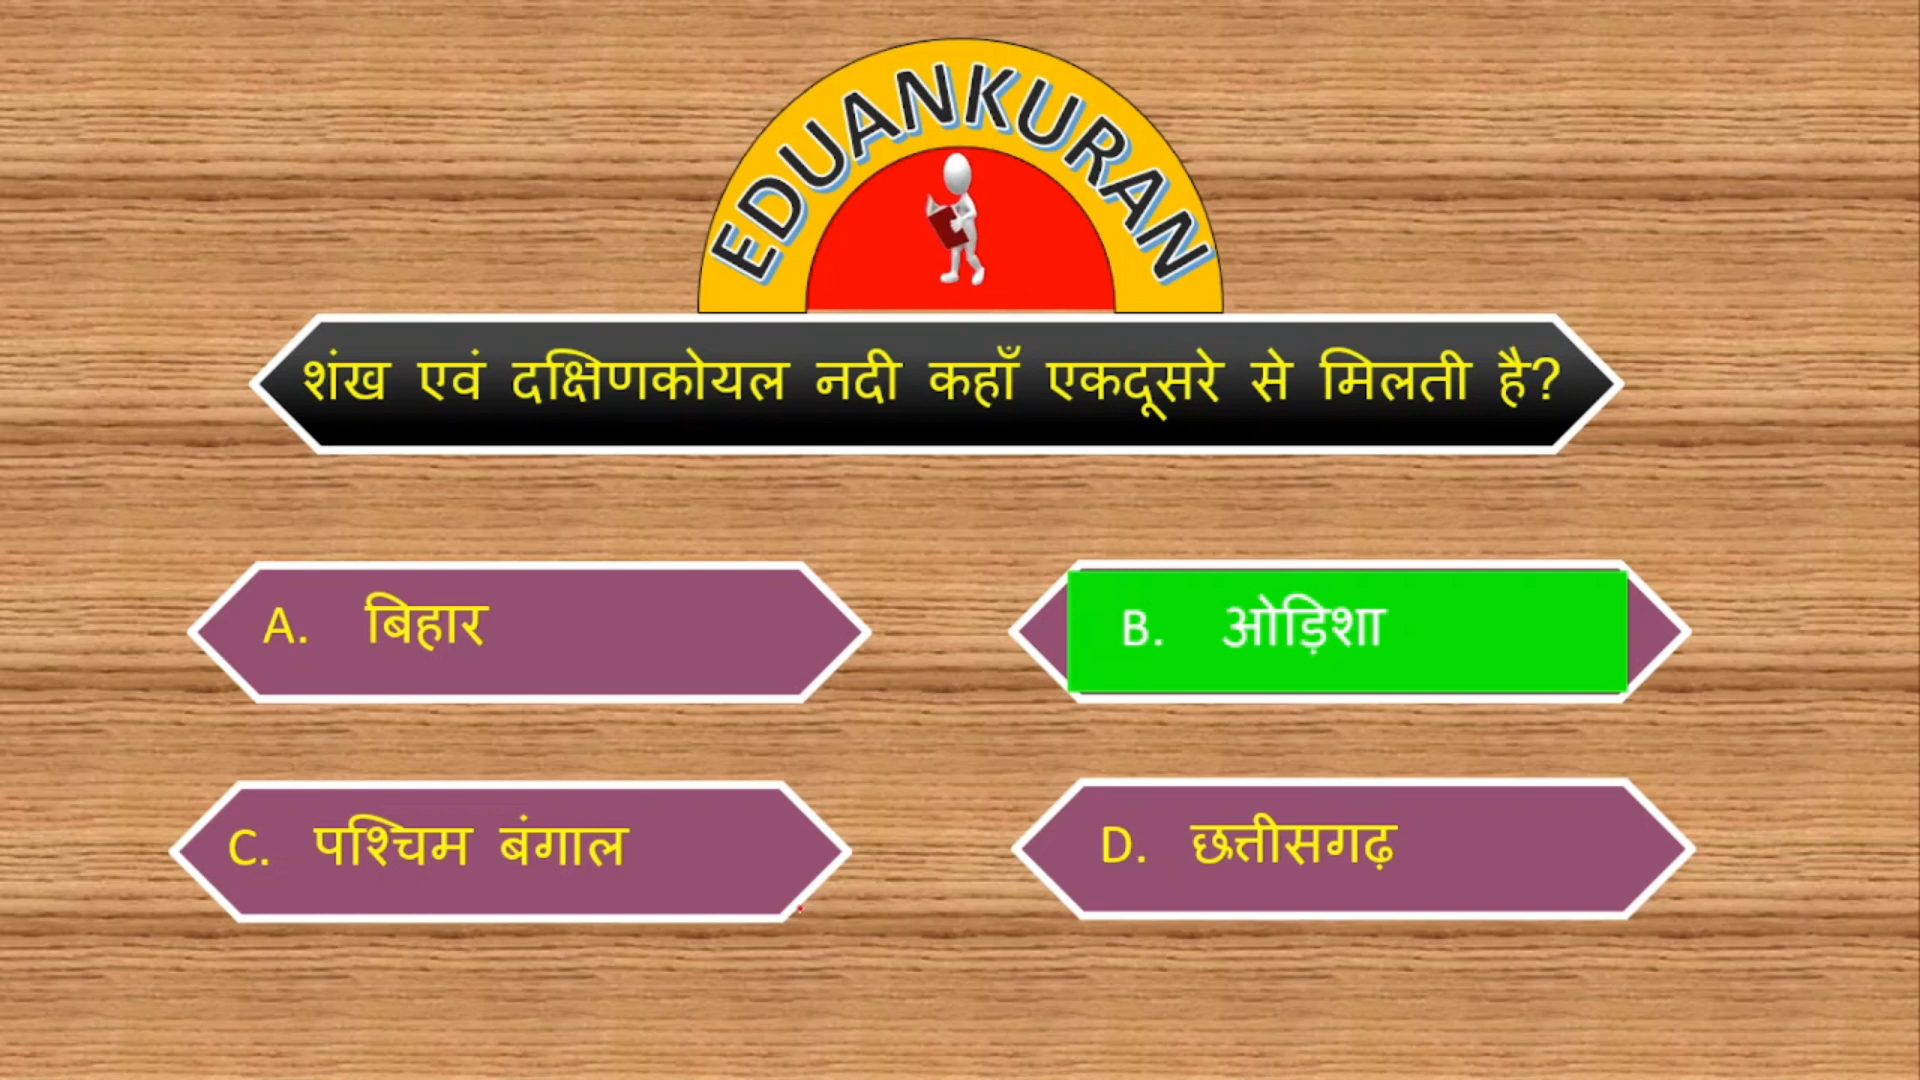 EDUANKURAN
शंख एवं दक्षिणकोयल नदी कहाँ एकदूसरे से मिलती है?
A. बिहार
B. ओड़िशा
C. पश्चिम बंगाल
D. छत्तीसगढ़